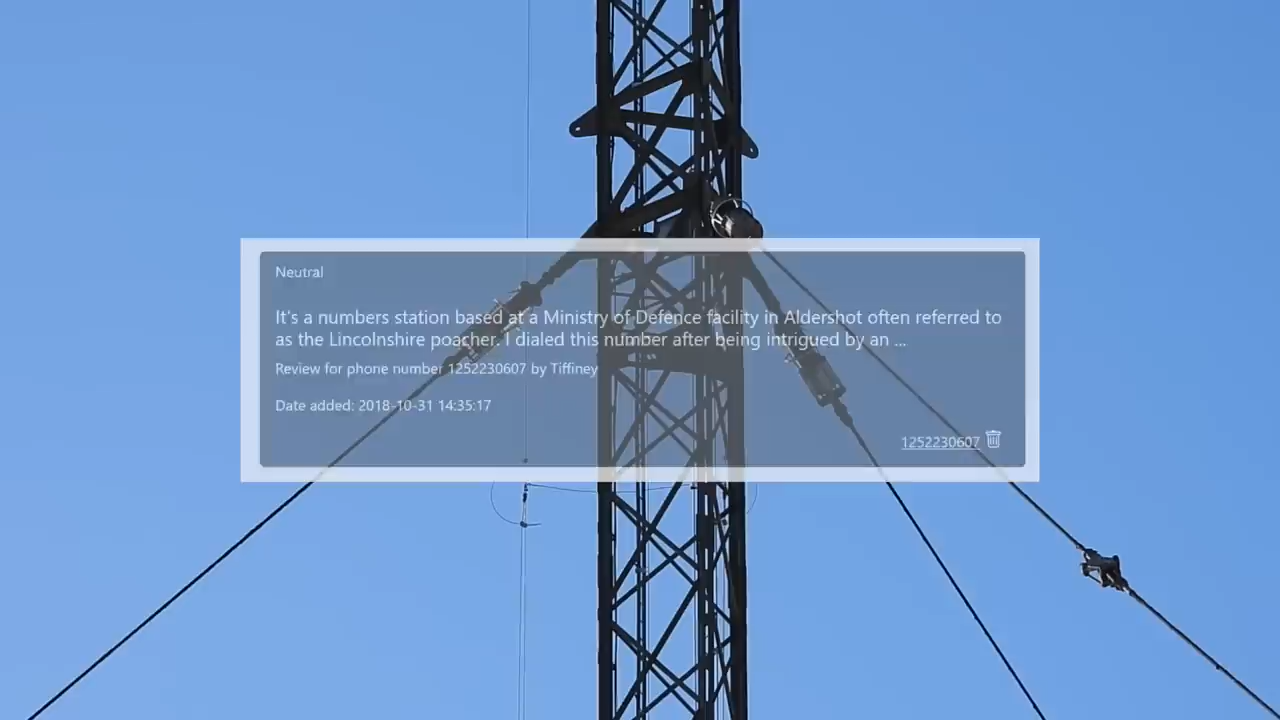 Neutral
It's a numbers station based at a Ministry of Defence facility in Aldershot often referred to
as the Lincolnshire poacher. I dialed this number after being intrigued by an ...
Review for phone number 1252230607 by Tiffiney
Date added: 2018-10-31 14:35:17
1252230607